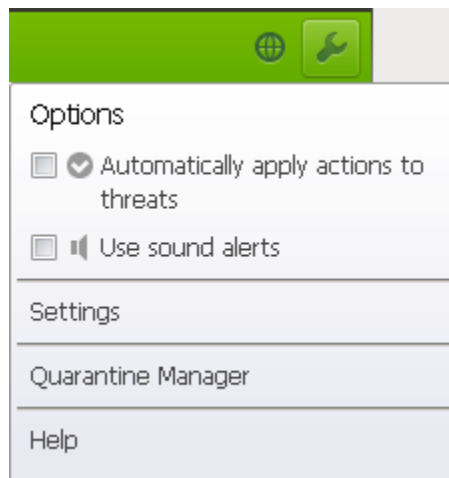 Options
Automatically apply actions to
threats
Use sound alerts
Settings
Quarantine Manager
Help